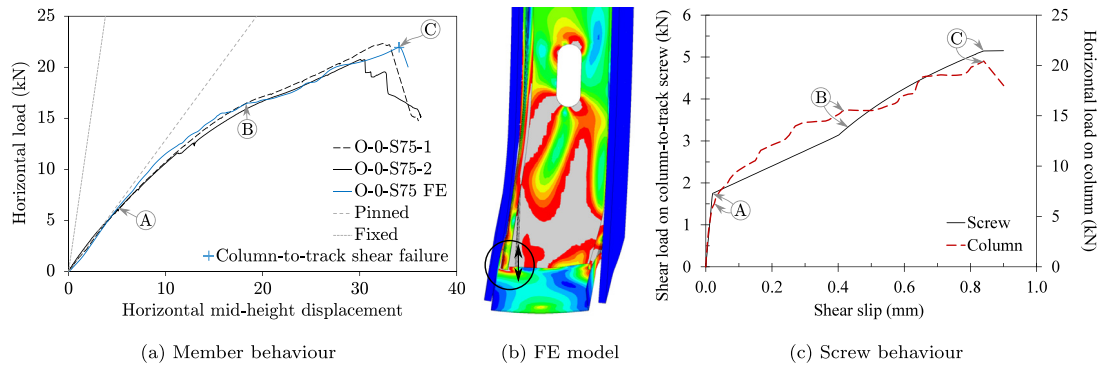 25
20
15
10
5
0
Horizontal load (kN)
0
10
20
30
40
Horizontal mid-height displacement
A
B
C
O-0-S75-1
O-0-S75-2
O-0-S75 FE
Pinned
Fixed
Column-to-track shear failure
(a) Member behaviour
(b) FE model
6
5
4
3
2
1
0
Shear load on column-to-track screw (kN)
25
20
15
10
5
0
Horizontal load on column
(kN)
0.0
0.2
0.4
0.6
0.8
1.0
Shear slip (mm)
A
B
C
Screw
Column
(c) Screw behaviour